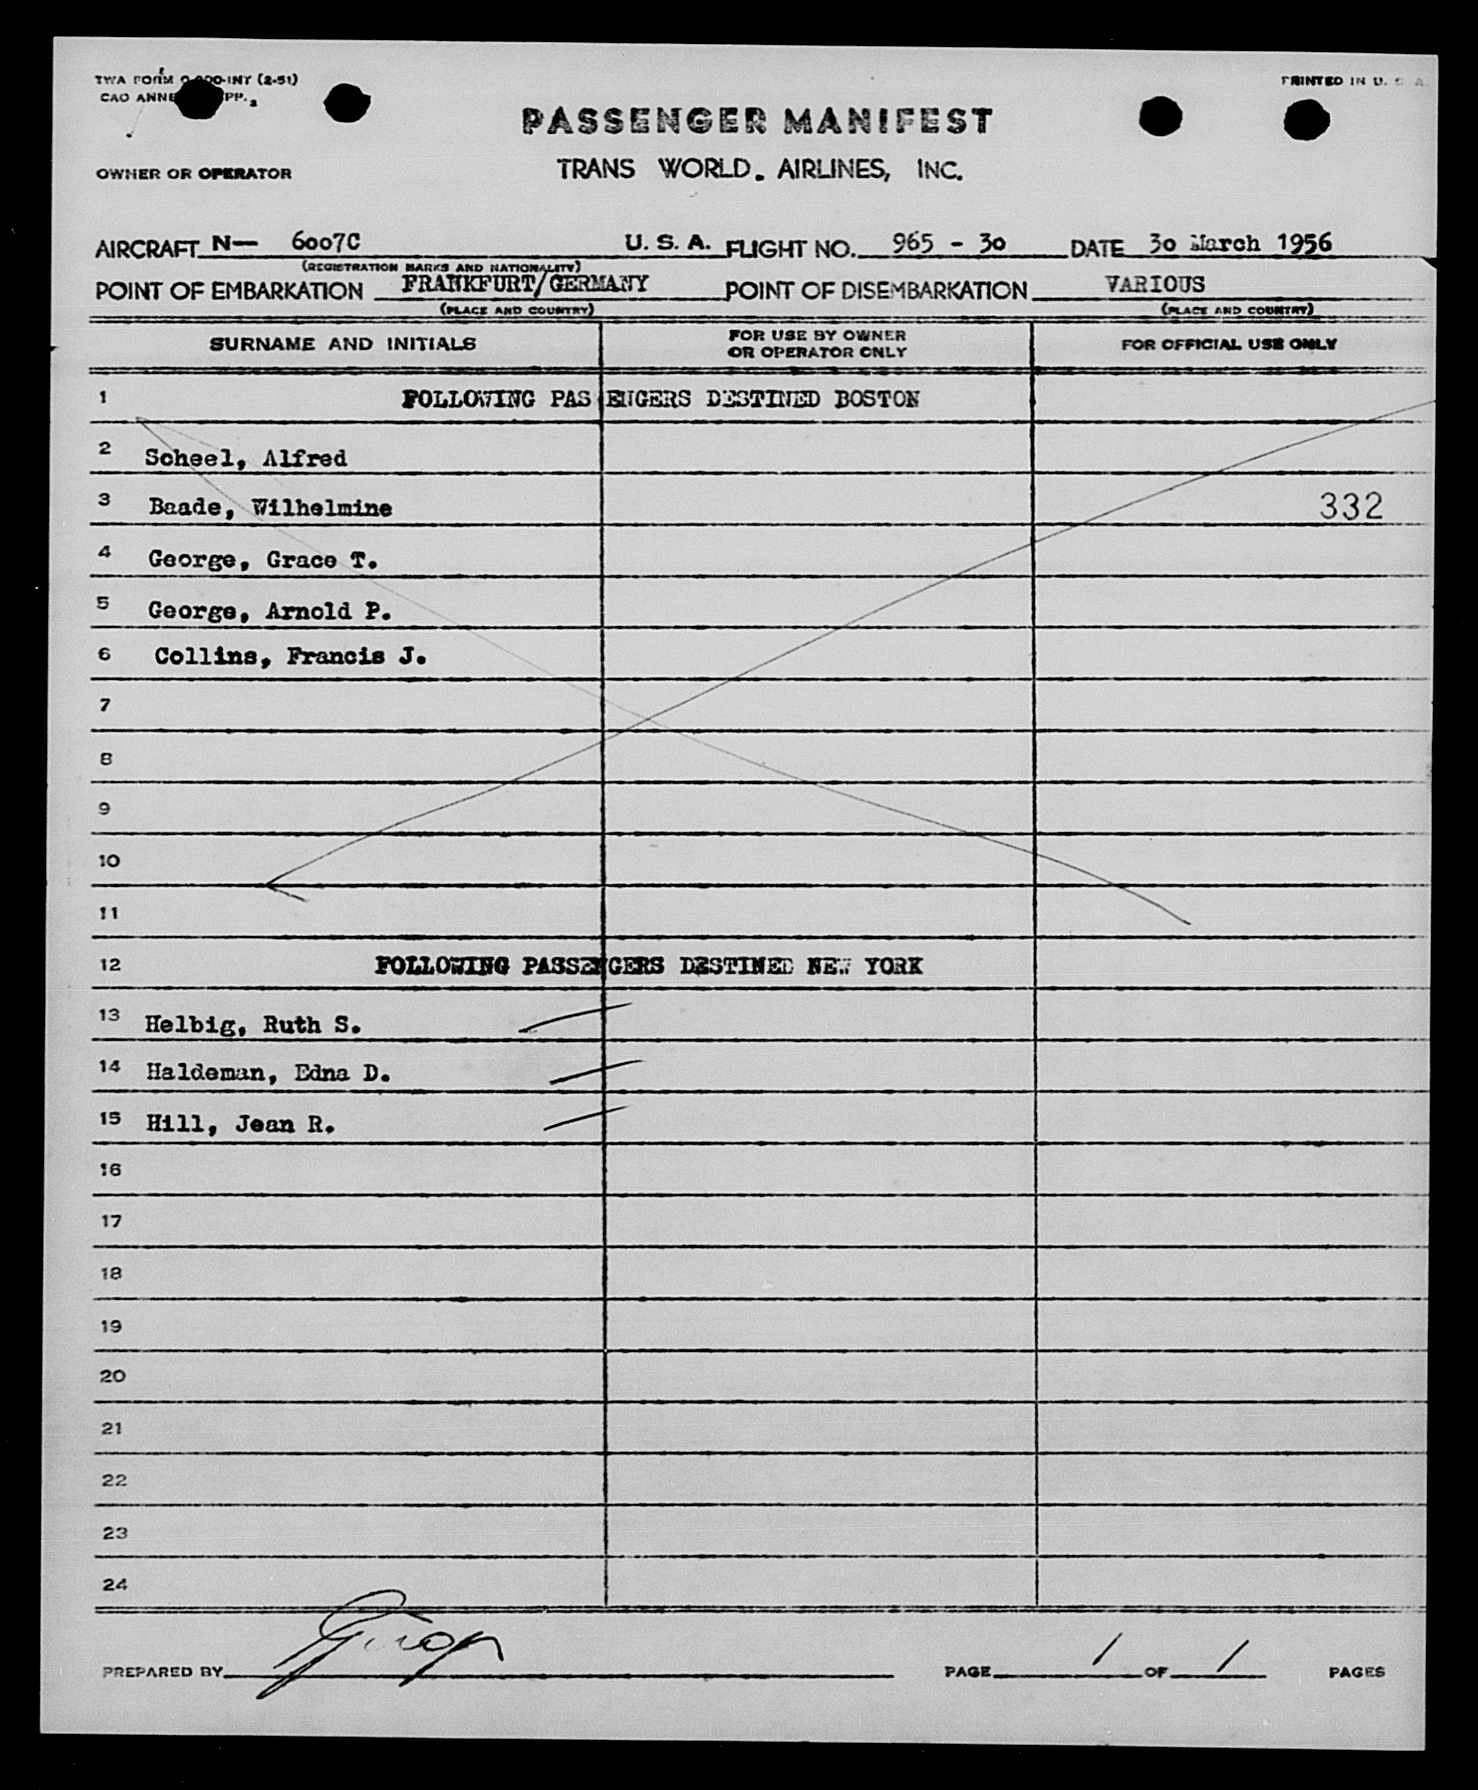 TWA FORM
CAO ANNE
PRINTED IN U. S. A.
PASSENGER MANIFEST
OWNER OR OPERATOR
TRANS WORLD. AIRLINES, INC.
AIRCRAFT N— 6007C U. S. A. FLIGHT NO. 965 - 30 DATE 30 March 1956
(REGISTRATION MARKS AND NATIONALITY)
POINT OF EMBARKATION FRANKFURT/GERMANY POINT OF DISEMBARKATION VARIOUS
(PLACE AND COUNTRY) (PLACE AND COUNTRY)
SURNAME AND INITIALS FOR USE BY OWNER OR OPERATOR ONLY FOR OFFICIAL USE ONLY
1 FOLLOWING PASSENGERS DESTINED BOSTON
2 Scheel, Alfred
3 Baade, Wilhelmine 332
4 George, Grace T.
5 George, Arnold P.
6 Collins, Francis J.
7
8
9
10
11
12 FOLLOWING PASSENGERS DESTINED NEW YORK
13 Helbig, Ruth S.
14 Haldeman, Edna D.
15 Hill, Jean R.
16
17
18
19
20
21
22
23
24
PREPARED BY PAGE 1 OF 1 PAGES